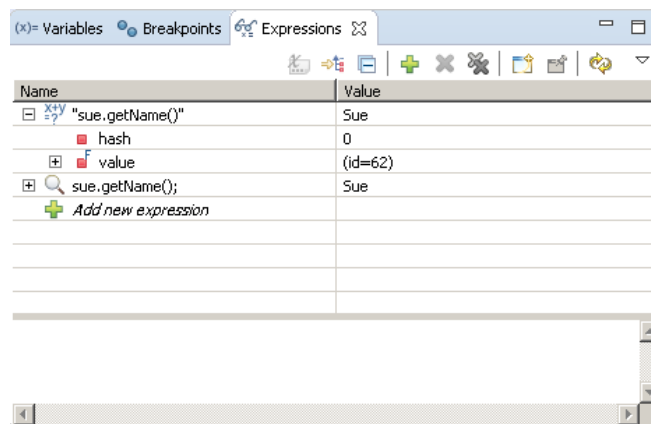 (x)= Variables Breakpoints Expressions
Name Value
x+y=? "sue.getName()" Sue
hash 0
F value (id=62)
sue.getName(); Sue
Add new expression